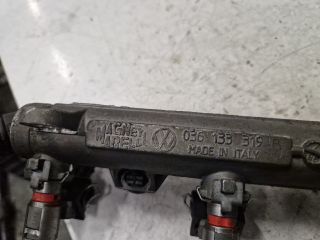 MAGNETI
MARELLI
036 133 319
MADE IN ITALY